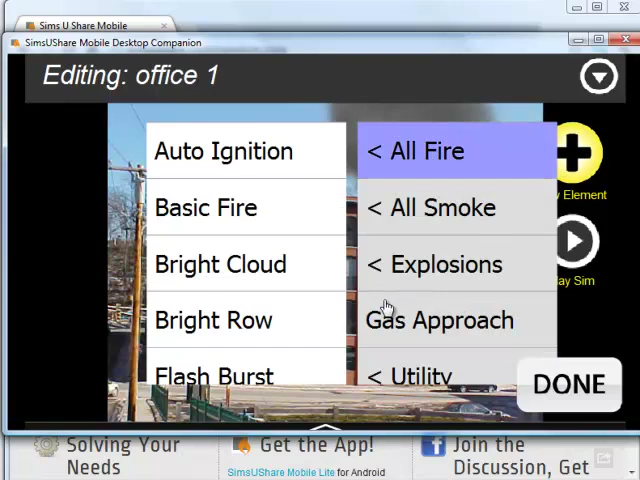 Sims U Share Mobile
SimsUShare Mobile Desktop Companion
Editing: office 1
Auto Ignition
< All Fire
Basic Fire
< All Smoke
Element
Bright Cloud
< Explosions
Sim
Bright Row
Gas Approach
Flash Burst
< Utility
DONE
Solving Your
Needs
Get the App!
SimsUShare Mobile Lite for Android
Join the
Discussion, Get